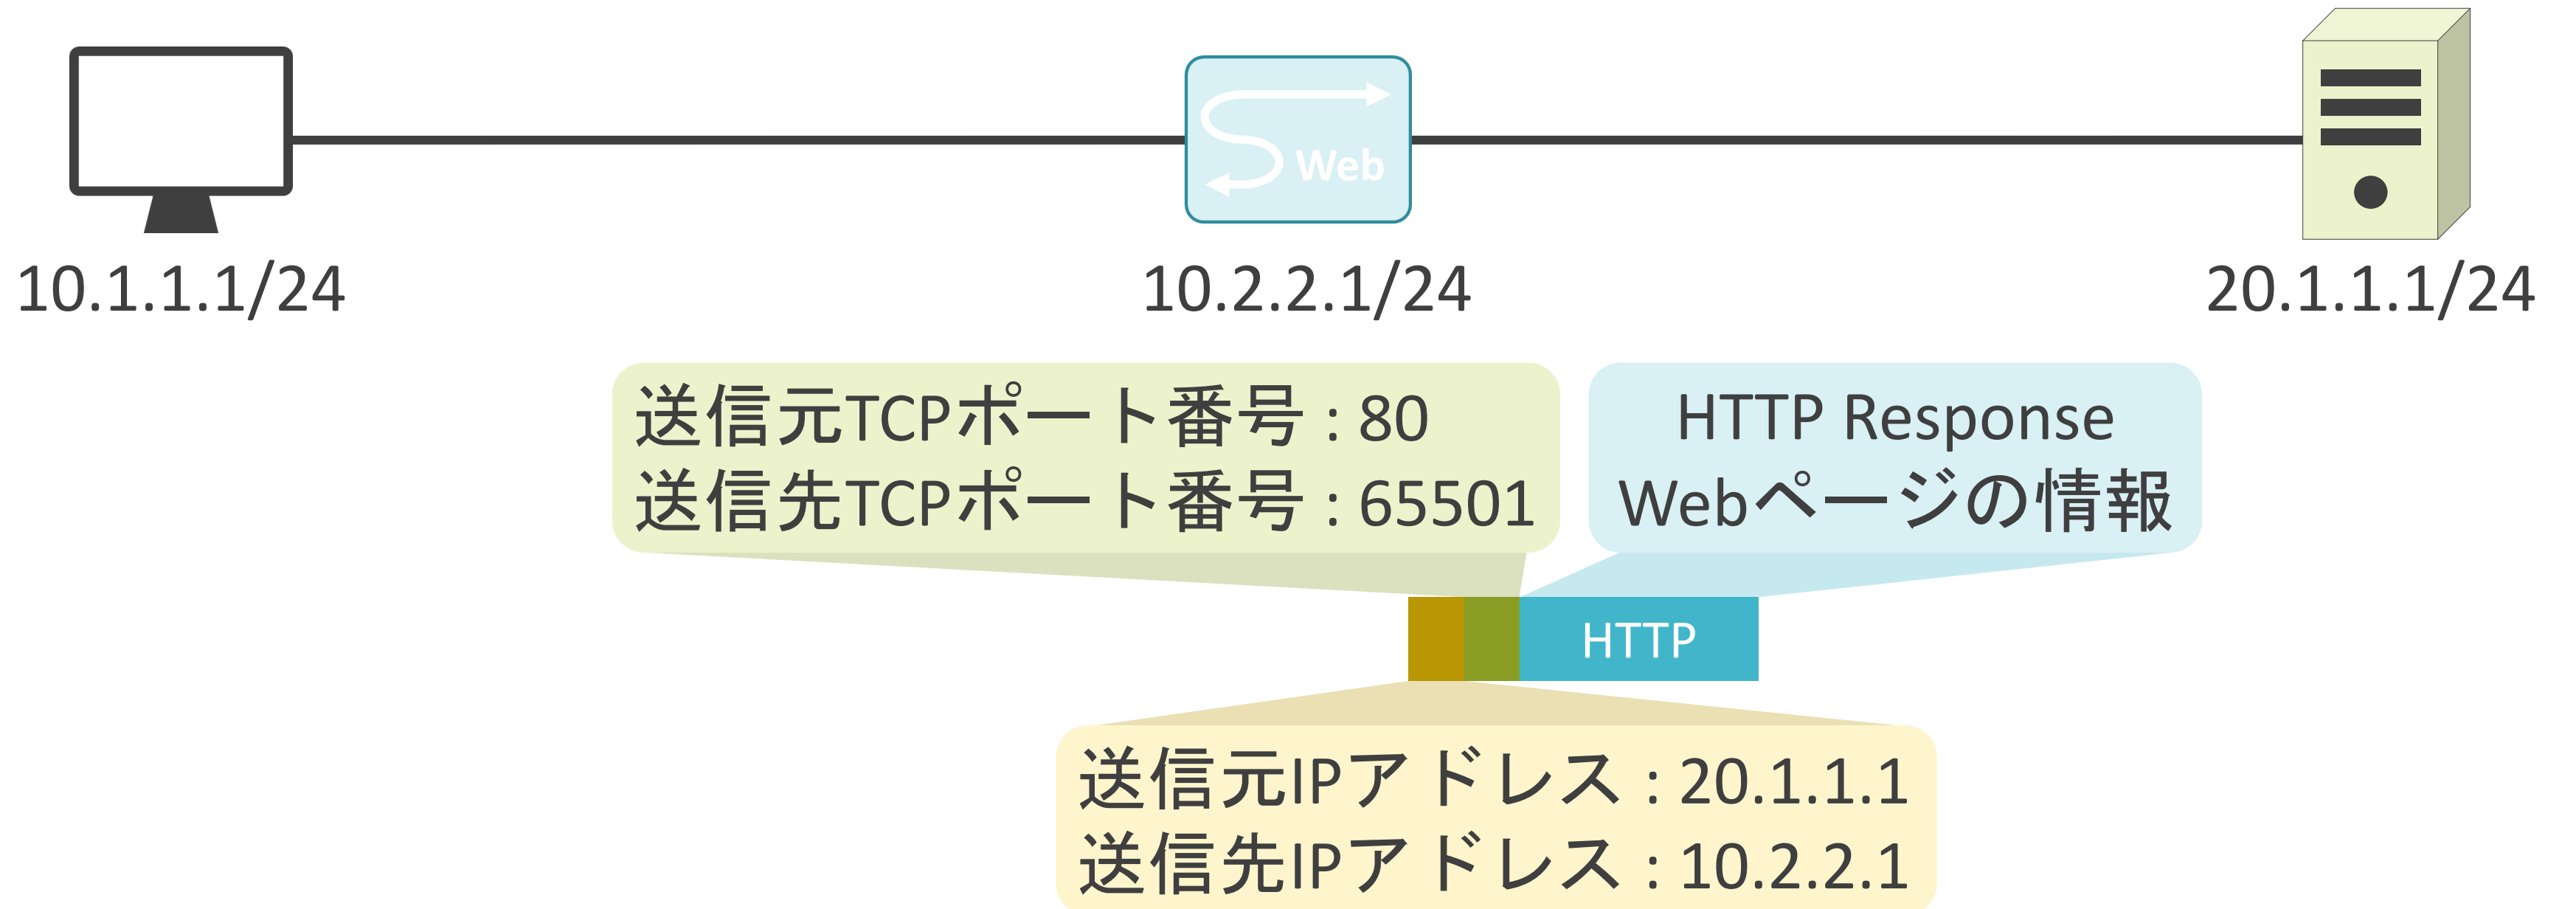 Web
10.1.1.1/24
10.2.2.1/24
20.1.1.1/24
送信元TCPポート番号 : 80
送信先TCPポート番号 : 65501
HTTP Response
Webページの情報
HTTP
送信元IPアドレス : 20.1.1.1
送信先IPアドレス : 10.2.2.1